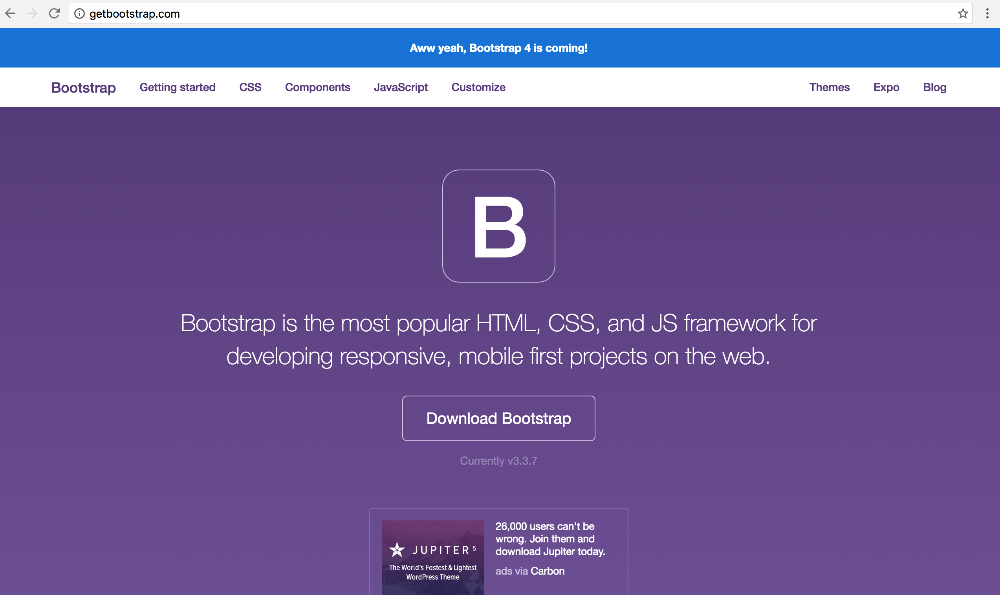 getbootstrap.com
Aww yeah, Bootstrap 4 is coming!
Bootstrap Getting started CSS Components JavaScript Customize Themes Expo Blog
B
Bootstrap is the most popular HTML, CSS, and JS framework for
developing responsive, mobile first projects on the web.
Download Bootstrap
Currently v3.3.7
JUPITER 5
The World's Fastest & Lightest
WordPress Theme
26,000 users can't be
wrong. Join them and
download Jupiter today.
ads via Carbon